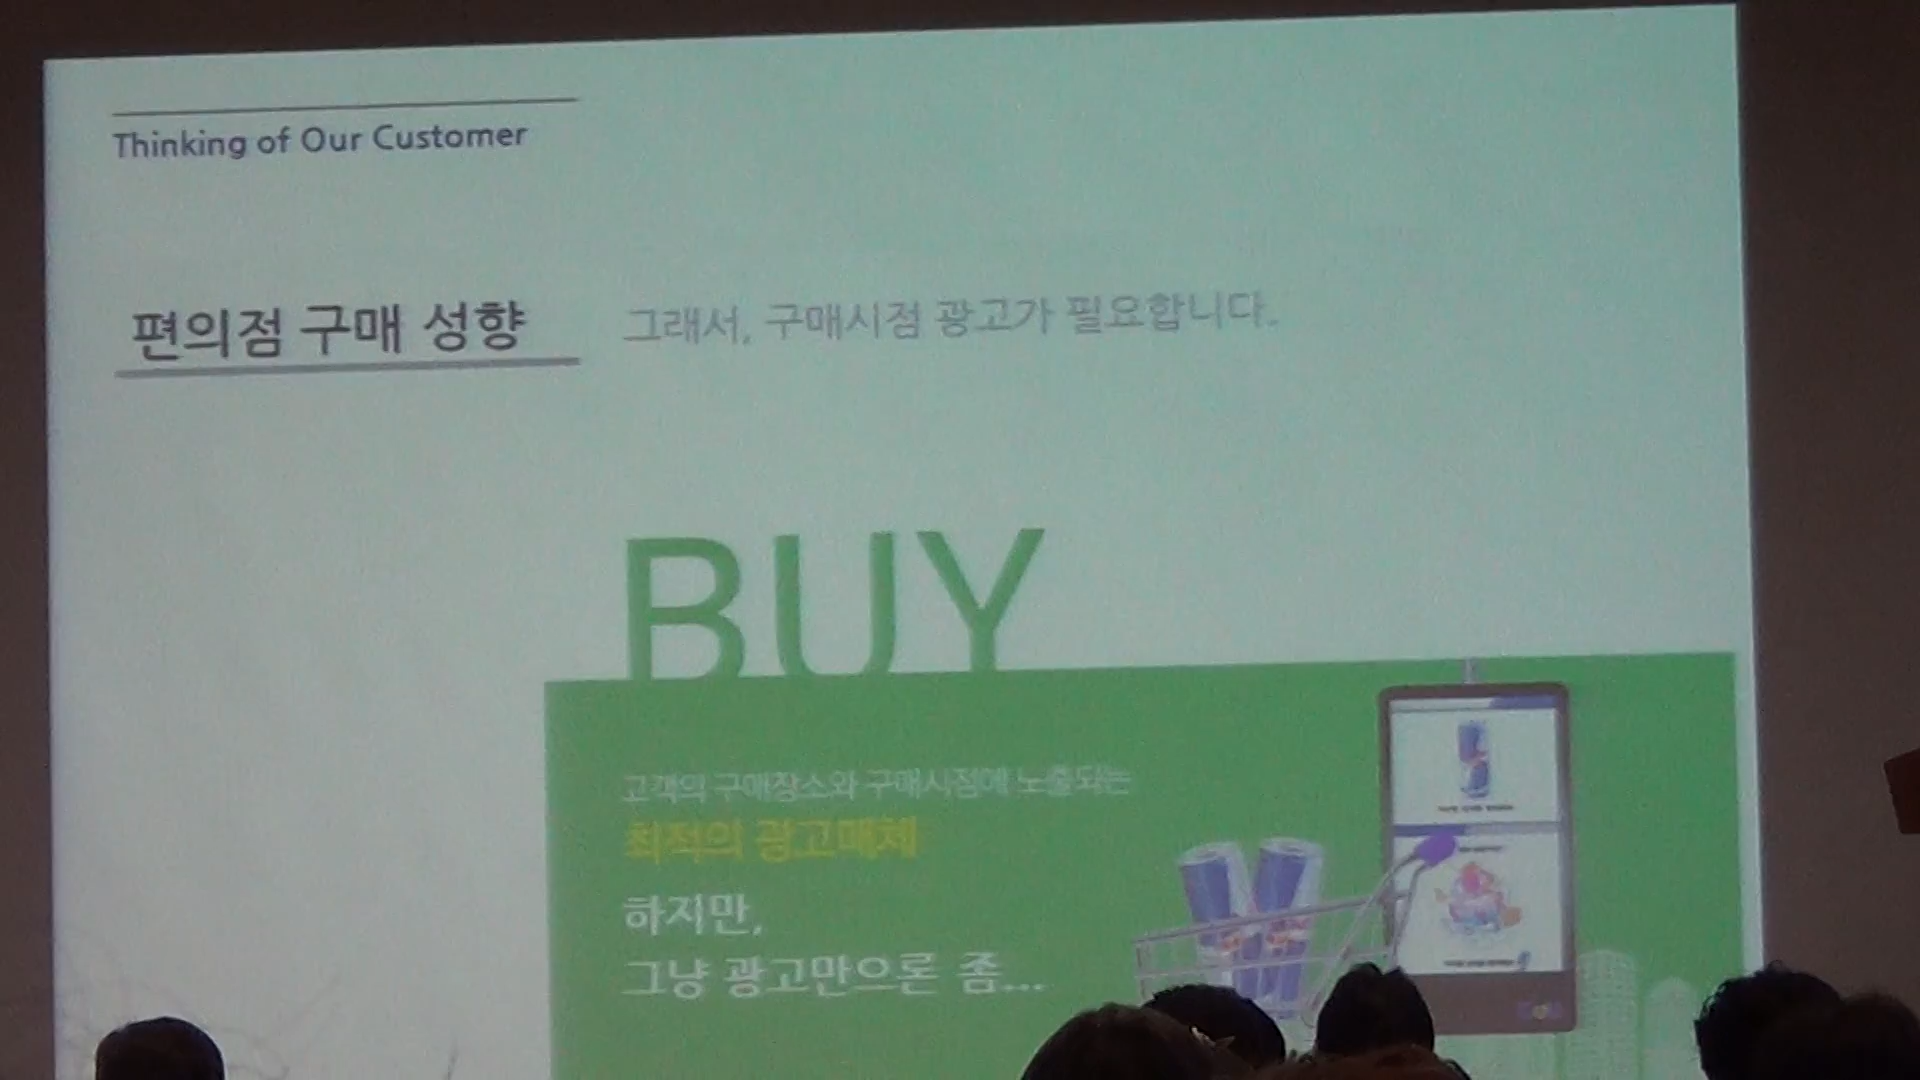 Thinking of Our Customer
편의점 구매 성향
그래서, 구매시점 광고가 필요합니다.
BUY
고객의 구매장소와 구매시점에 노출되는
최적의 광고매체
하지만,
그냥 광고만으론 좀...